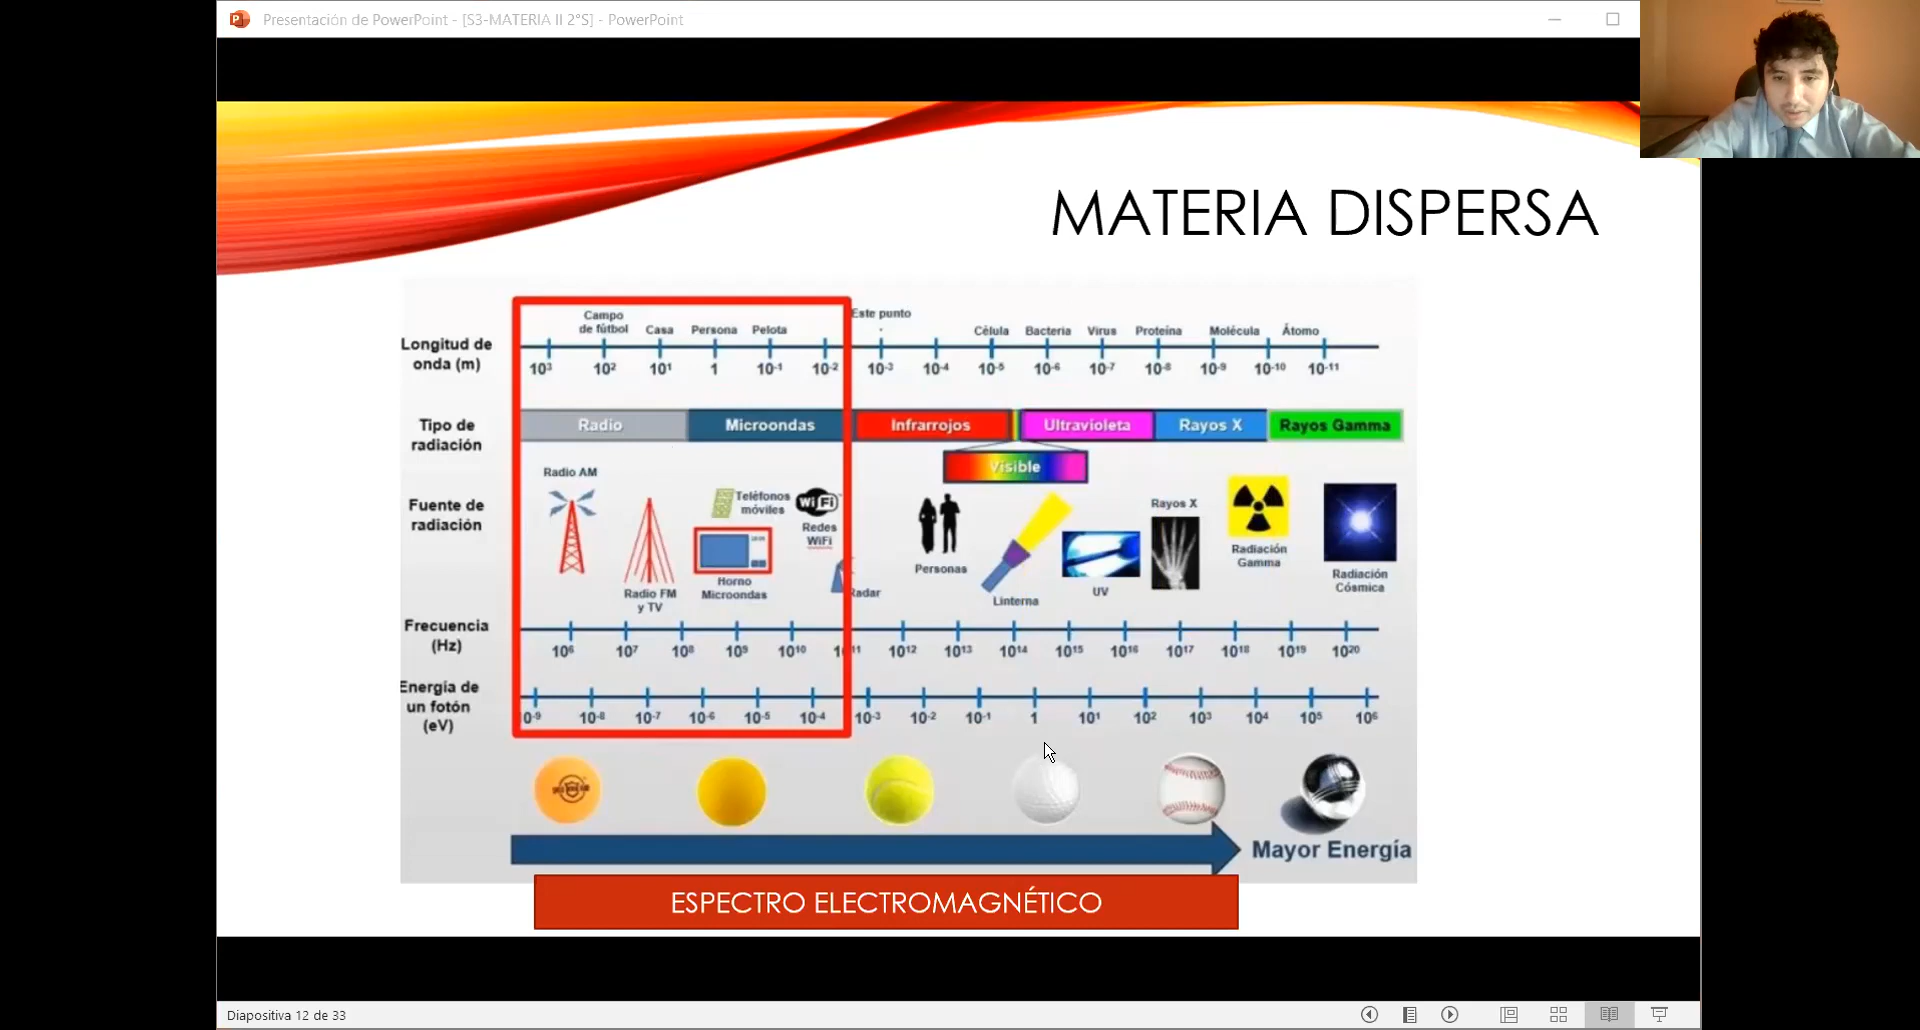 Presentación de PowerPoint - [S3-MATERIA II 2°S] - PowerPoint
MATERIA DISPERSA
Longitud de onda (m)
Campo de fútbol Casa Persona Pelota Este punto Célula Bacteria Virus Proteína Molécula Átomo
10³ 10² 10¹ 1 10⁻¹ 10⁻² 10⁻³ 10⁻⁴ 10⁻⁵ 10⁻⁶ 10⁻⁷ 10⁻⁸ 10⁻⁹ 10⁻¹⁰ 10⁻¹¹
Tipo de radiación
Radio Microondas Infrarrojos Ultravioleta Rayos X Rayos Gamma
Visible
Fuente de radiación
Radio AM
Radio FM y TV
Teléfonos móviles
Horno Microondas
WiFi
Redes WiFi
Radar
Personas
Linterna
UV
Rayos X
Radiación Gamma
Radiación Cósmica
Frecuencia (Hz)
10⁶ 10⁷ 10⁸ 10⁹ 10¹⁰ 10¹¹ 10¹² 10¹³ 10¹⁴ 10¹⁵ 10¹⁶ 10¹⁷ 10¹⁸ 10¹⁹ 10²⁰
Energía de un fotón (eV)
0⁻⁹ 10⁻⁸ 10⁻⁷ 10⁻⁶ 10⁻⁵ 10⁻⁴ 10⁻³ 10⁻² 10⁻¹ 1 10¹ 10² 10³ 10⁴ 10⁵ 10⁶
Mayor Energía
ESPECTRO ELECTROMAGNÉTICO
Diapositiva 12 de 33